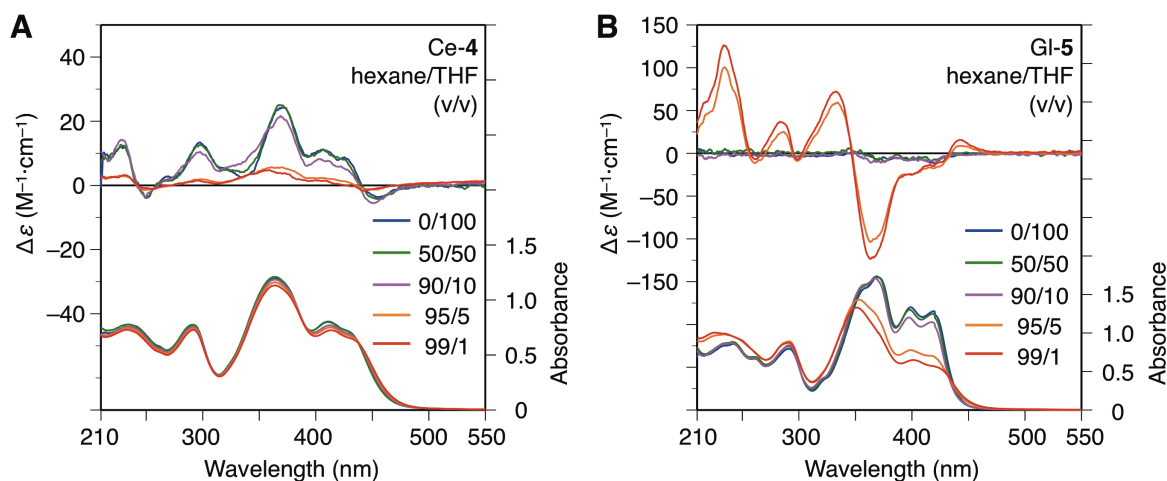 A
Ce-4
hexane/THF
(v/v)
40
20
0
−20
−40
Δε (M⁻¹·cm⁻¹)
0/100
50/50
90/10
95/5
99/1
1.5
1.0
0.5
0
Absorbance
210 300 400 500 550
Wavelength (nm)
B
Gl-5
hexane/THF
(v/v)
150
100
50
0
−50
−100
−150
Δε (M⁻¹·cm⁻¹)
0/100
50/50
90/10
95/5
99/1
1.5
1.0
0.5
0
Absorbance
210 300 400 500 550
Wavelength (nm)